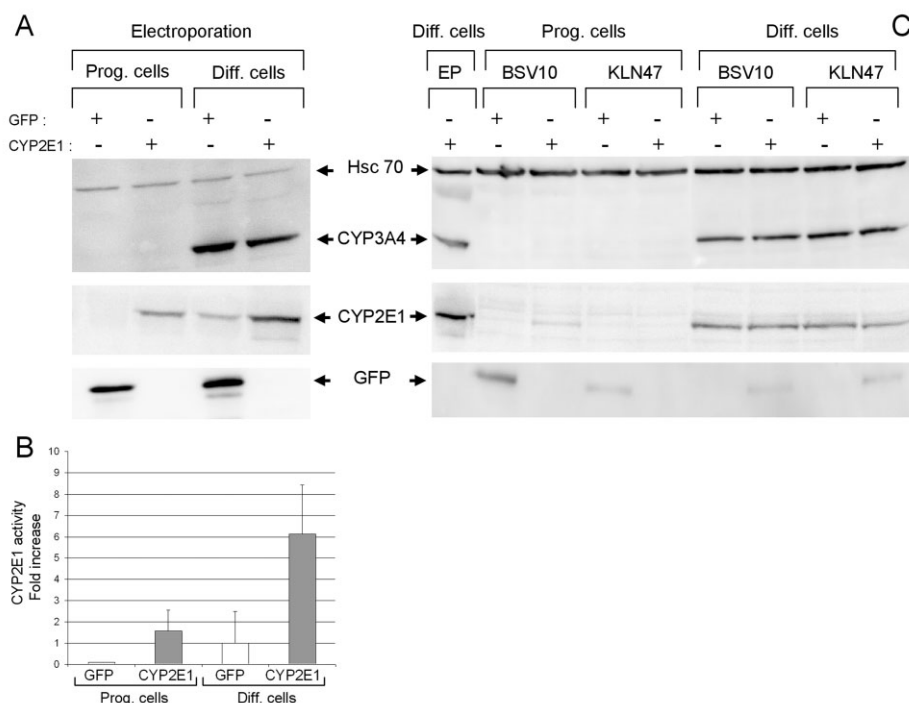 A
Electroporation
Prog. cells Diff. cells
GFP : + - + -
CYP2E1 : - + - +
Diff. cells Prog. cells Diff. cells C
EP BSV10 KLN47 BSV10 KLN47
- + - + - + - + -
+ - + - + - + - +
Hsc 70
CYP3A4
CYP2E1
GFP
B
CYP2E1 activity
Fold increase
10
9
8
7
6
5
4
3
2
1
0
GFP CYP2E1 GFP CYP2E1
Prog. cells Diff. cells